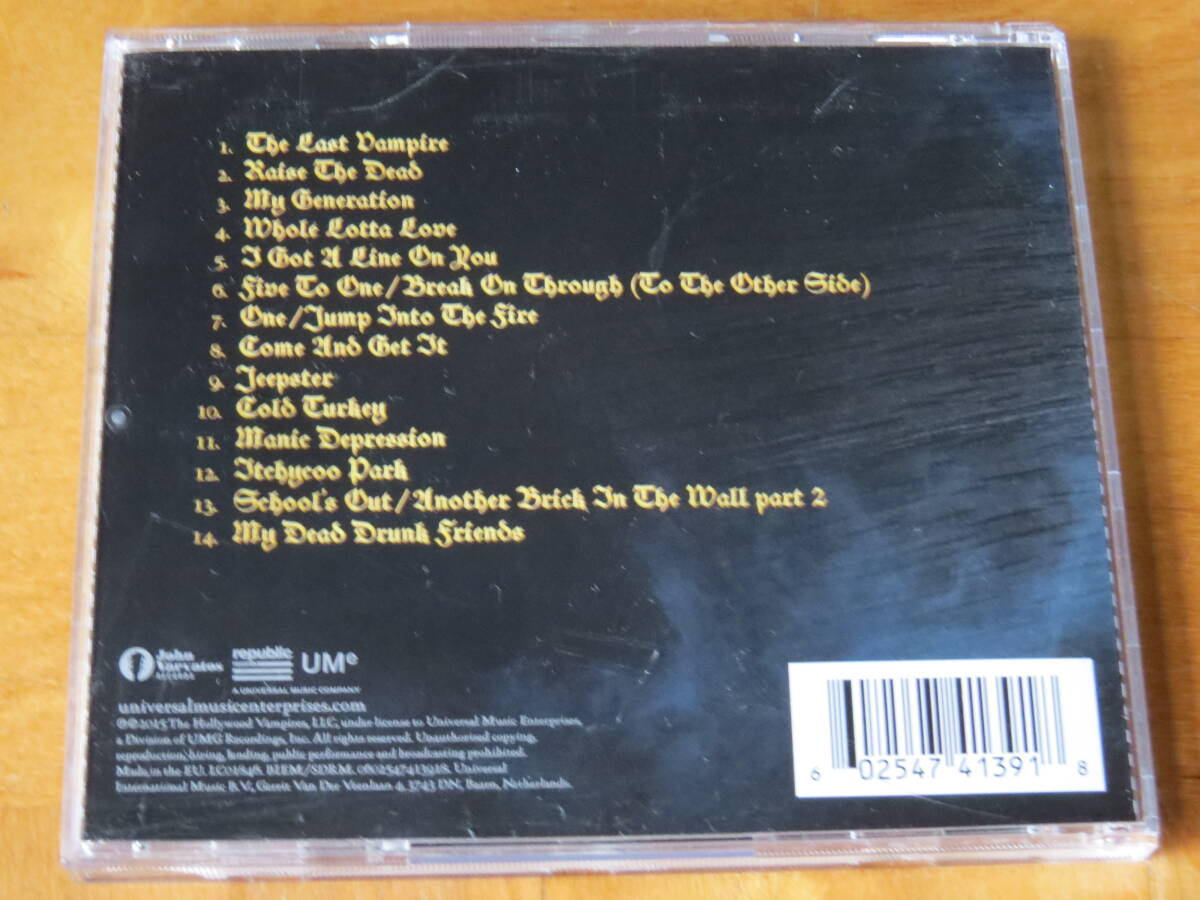 1. The Last Vampire
2. Raise The Dead
3. My Generation
4. Whole Lotta Love
5. I Got A Line On You
6. Five To One/Break On Through (To The Other Side)
7. One/Jump Into The Fire
8. Come And Get It
9. Jeepster
10. Cold Turkey
11. Manic Depression
12. Itchycoo Park
13. School's Out/Another Brick In The Wall part 2
14. My Dead Drunk Friends
John Varvatos RECORDS
republic
UMe
A UNIVERSAL MUSIC COMPANY
universalmusicenterprises.com
℗©2015 The Hollywood Vampires, LLC, under license to Universal Music Enterprises,
a Division of UMG Recordings, Inc. All rights reserved. Unauthorized copying,
reproduction, hiring, lending, public performance and broadcasting prohibited.
Made in the EU. LC01846. BIEM/SDRM. 0602547413918. Universal
International Music B.V., Gerrit Van Der Veenlaan 4, 3743 DN, Baarn, Netherlands.
6 02547 41391 8